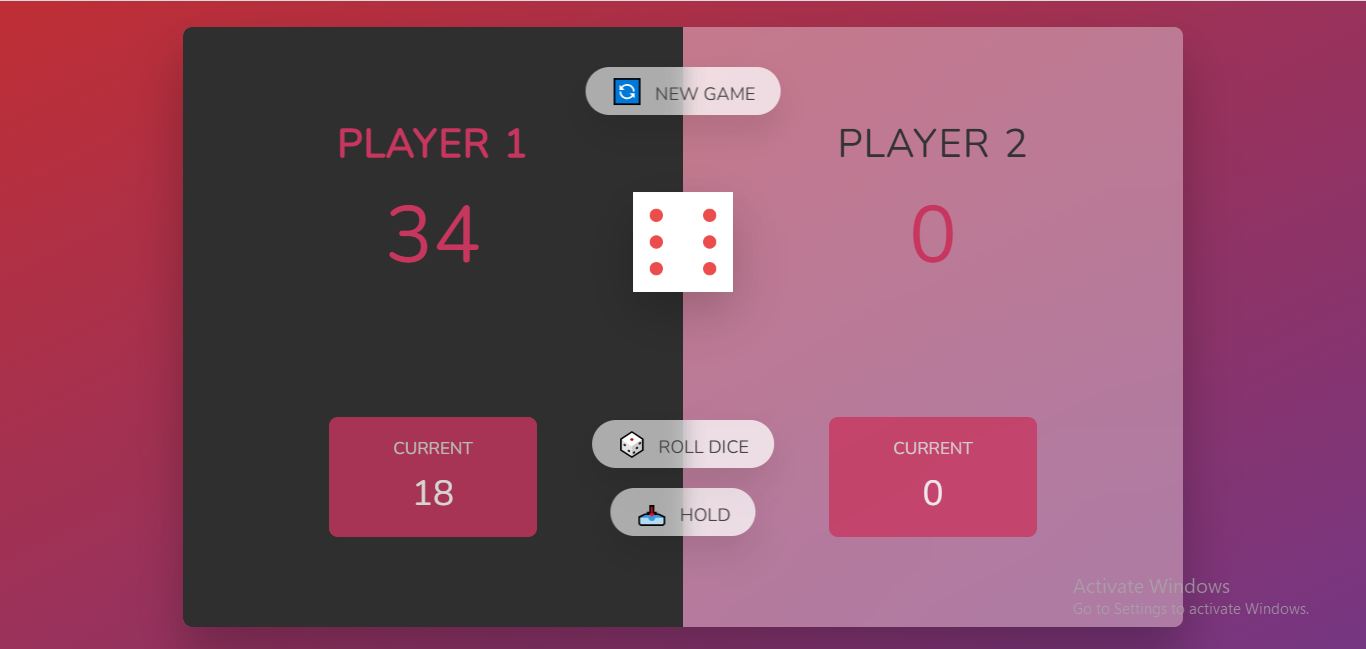 NEW GAME
PLAYER 1
34
PLAYER 2
0
CURRENT
18
ROLL DICE
HOLD
CURRENT
0
Activate Windows
Go to Settings to activate Windows.